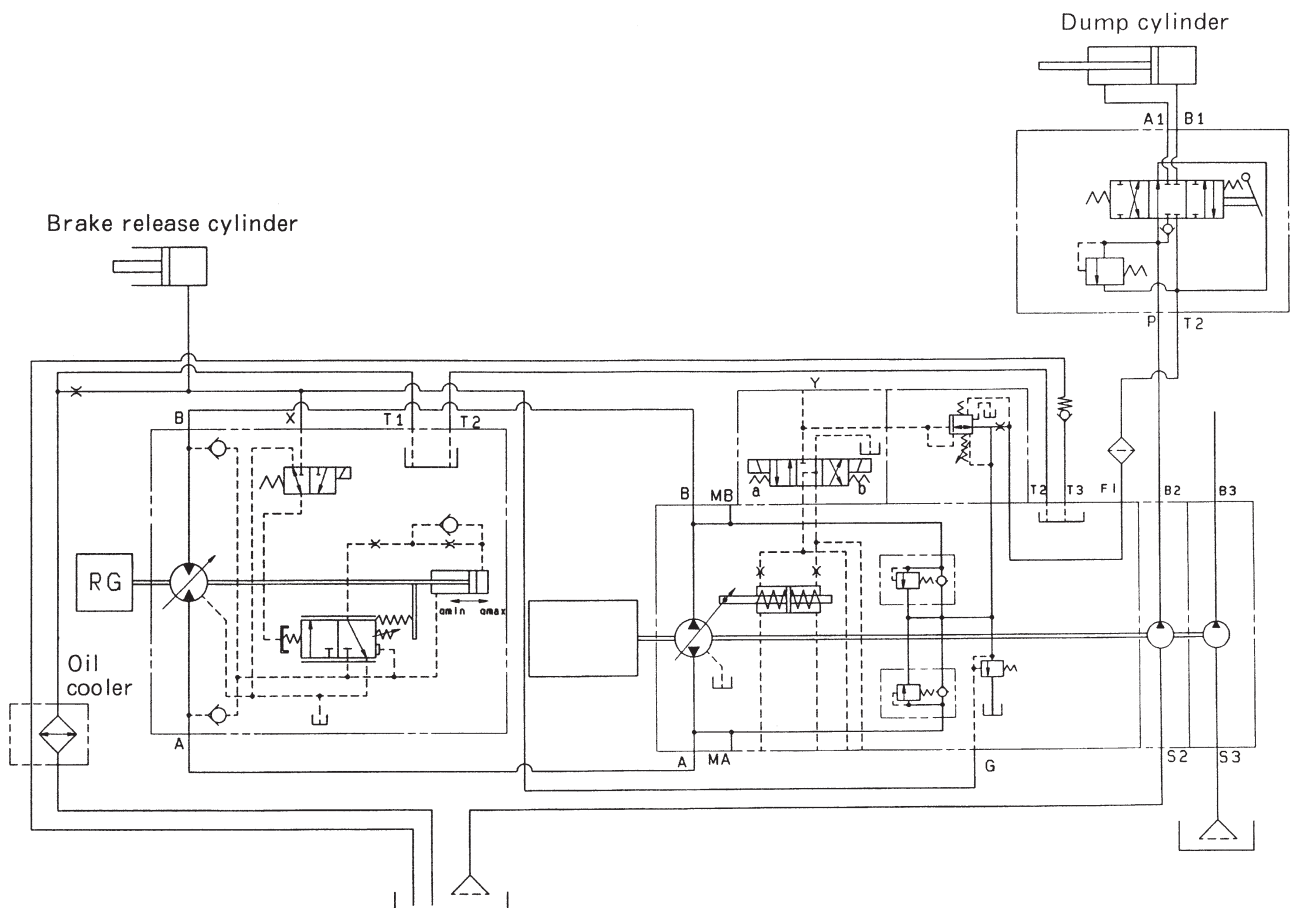 Dump cylinder
A1 B1
Brake release cylinder
P T2
Y
B X T1 T2
B MB a b T2 T3 F1 B2 B3
RG
qmin qmax
Oil
cooler
A A MA G S2 S3